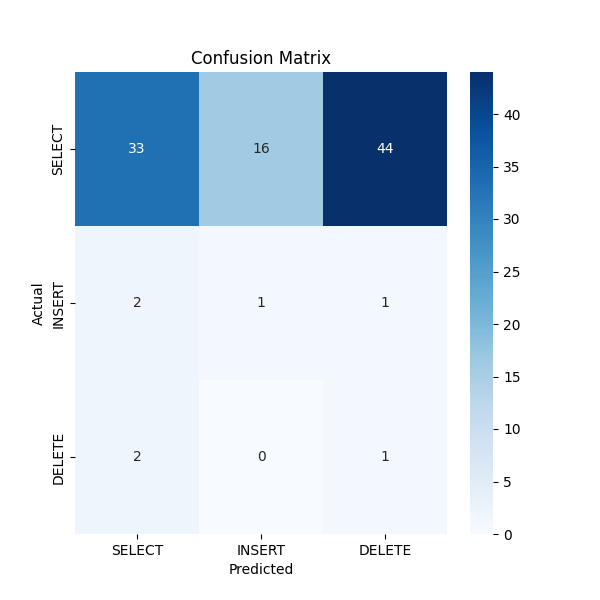 Confusion Matrix
SELECT
33 16 44
Actual
INSERT
2 1 1
DELETE
2 0 1
SELECT INSERT DELETE
Predicted
40
35
30
25
20
15
10
5
0